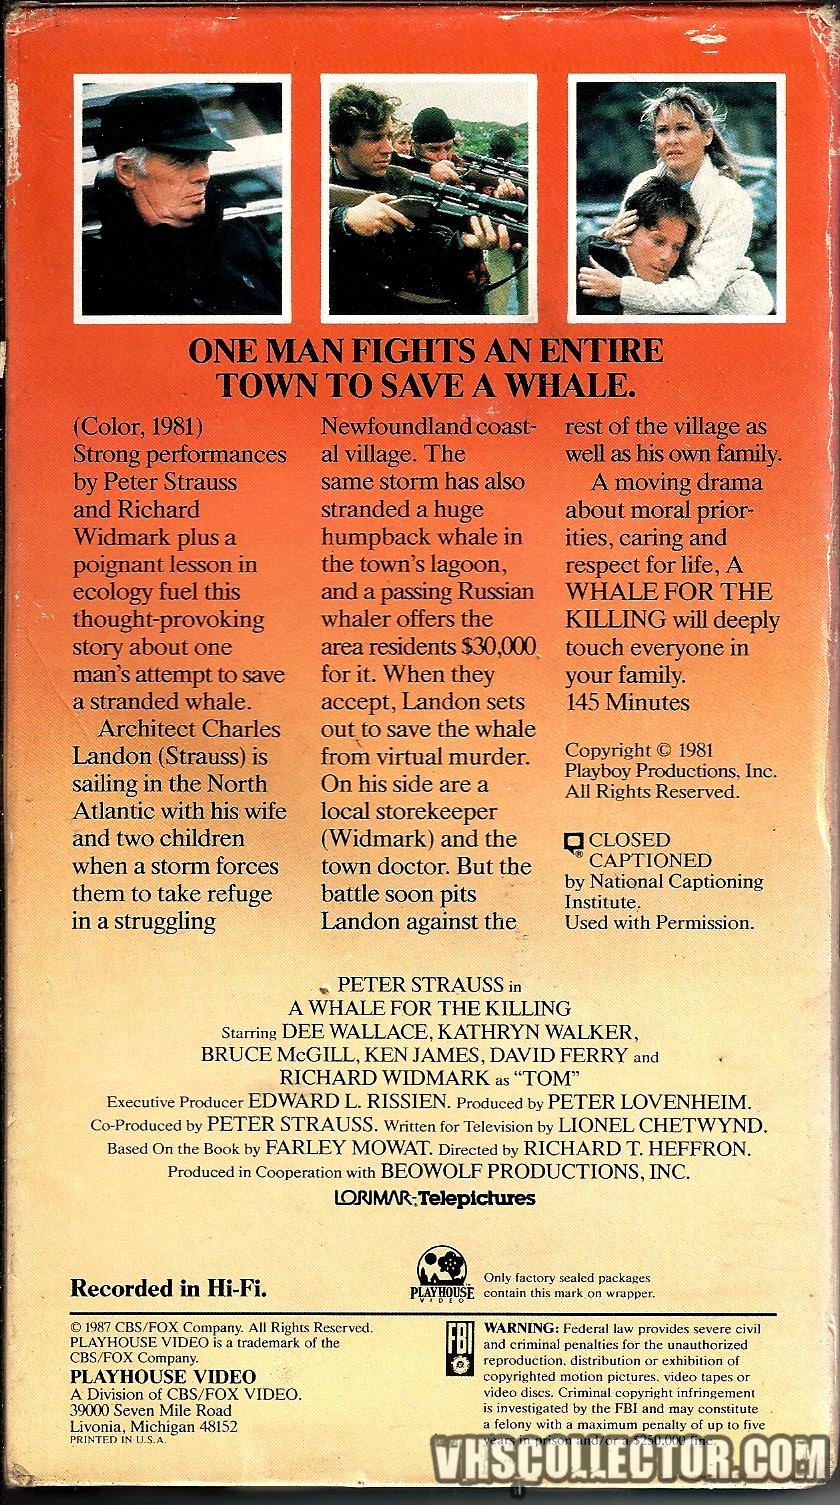 ONE MAN FIGHTS AN ENTIRE
TOWN TO SAVE A WHALE.
(Color, 1981)
Strong performances
by Peter Strauss
and Richard
Widmark plus a
poignant lesson in
ecology fuel this
thought-provoking
story about one
man's attempt to save
a stranded whale.
Architect Charles
Landon (Strauss) is
sailing in the North
Atlantic with his wife
and two children
when a storm forces
them to take refuge
in a struggling
Newfoundland coast-
al village. The
same storm has also
stranded a huge
humpback whale in
the town's lagoon,
and a passing Russian
whaler offers the
area residents $30,000
for it. When they
accept, Landon sets
out to save the whale
from virtual murder.
On his side are a
local storekeeper
(Widmark) and the
town doctor. But the
battle soon pits
Landon against the
rest of the village as
well as his own family.
A moving drama
about moral prior-
ities, caring and
respect for life, A
WHALE FOR THE
KILLING will deeply
touch everyone in
your family.
145 Minutes
Copyright © 1981
Playboy Productions, Inc.
All Rights Reserved.
CLOSED
® CAPTIONED
by National Captioning
Institute.
Used with Permission.
PETER STRAUSS in
A WHALE FOR THE KILLING
Starring DEE WALLACE, KATHRYN WALKER,
BRUCE McGILL, KEN JAMES, DAVID FERRY and
RICHARD WIDMARK as "TOM"
Executive Producer EDWARD L. RISSIEN. Produced by PETER LOVENHEIM.
Co-Produced by PETER STRAUSS. Written for Television by LIONEL CHETWYND.
Based On the Book by FARLEY MOWAT. Directed by RICHARD T. HEFFRON.
Produced in Cooperation with BEOWOLF PRODUCTIONS, INC.
LORIMAR-Telepictures
Recorded in Hi-Fi.
PLAYHOUSE
VIDEO
Only factory sealed packages
contain this mark on wrapper.
© 1987 CBS/FOX Company. All Rights Reserved.
PLAYHOUSE VIDEO is a trademark of the
CBS/FOX Company.
PLAYHOUSE VIDEO
A Division of CBS/FOX VIDEO.
39000 Seven Mile Road
Livonia, Michigan 48152
PRINTED IN U.S.A.
FBI
WARNING: Federal law provides severe civil
and criminal penalties for the unauthorized
reproduction, distribution or exhibition of
copyrighted motion pictures, video tapes or
video discs. Criminal copyright infringement
is investigated by the FBI and may constitute
a felony with a maximum penalty of up to five
years in prison and/or a $250,000 fine.
VHSCOLLECTOR.COM